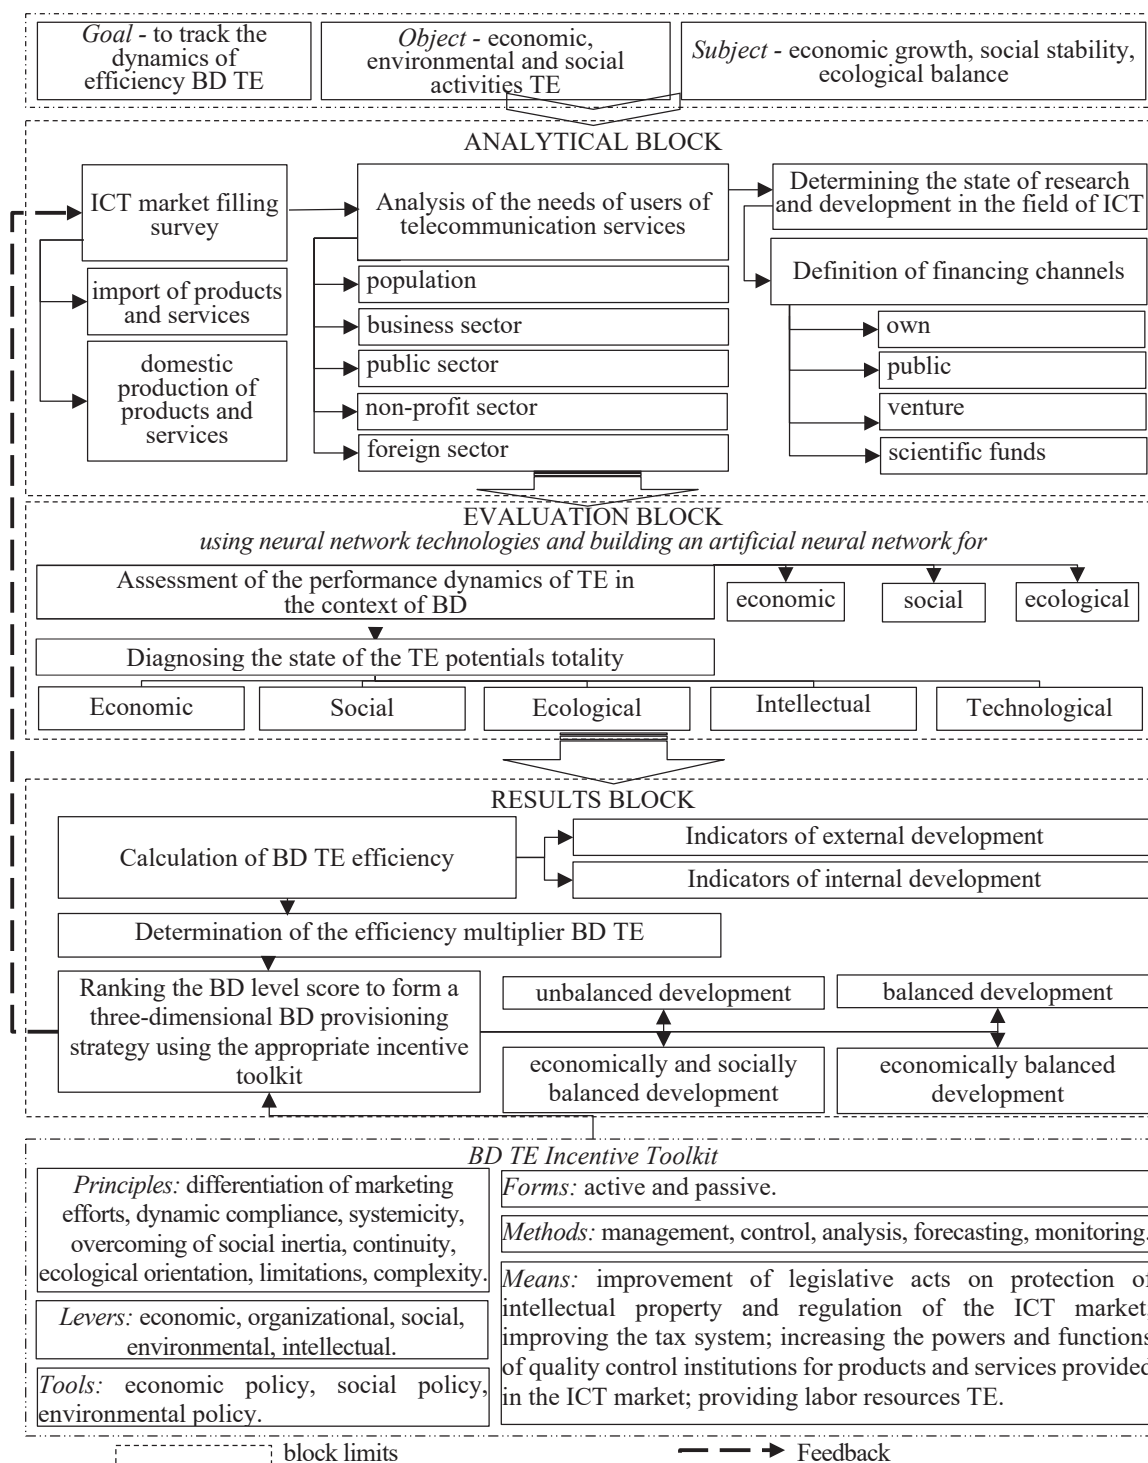 Goal - to track the
dynamics of
efficiency BD TE
Object - economic,
environmental and social
activities TE
Subject - economic growth, social stability,
ecological balance
ANALYTICAL BLOCK
ICT market filling
survey
import of products
and services
domestic
production of
products and
services
Analysis of the needs of users of
telecommunication services
population
business sector
public sector
non-profit sector
foreign sector
Determining the state of research
and development in the field of ICT
Definition of financing channels
own
public
venture
scientific funds
EVALUATION BLOCK
using neural network technologies and building an artificial neural network for
Assessment of the performance dynamics of TE in
the context of BD
economic
social
ecological
Diagnosing the state of the TE potentials totality
Economic
Social
Ecological
Intellectual
Technological
RESULTS BLOCK
Calculation of BD TE efficiency
Indicators of external development
Indicators of internal development
Determination of the efficiency multiplier BD TE
Ranking the BD level score to form a
three-dimensional BD provisioning
strategy using the appropriate incentive
toolkit
unbalanced development
balanced development
economically and socially
balanced development
economically balanced
development
BD TE Incentive Toolkit
Principles: differentiation of marketing
efforts, dynamic compliance, systemicity,
overcoming of social inertia, continuity,
ecological orientation, limitations, complexity.
Levers: economic, organizational, social,
environmental, intellectual.
Tools: economic policy, social policy,
environmental policy.
Forms: active and passive.
Methods: management, control, analysis, forecasting, monitoring.
Means: improvement of legislative acts on protection of
intellectual property and regulation of the ICT market
improving the tax system; increasing the powers and functions
of quality control institutions for products and services provided
in the ICT market; providing labor resources TE.
block limits
Feedback